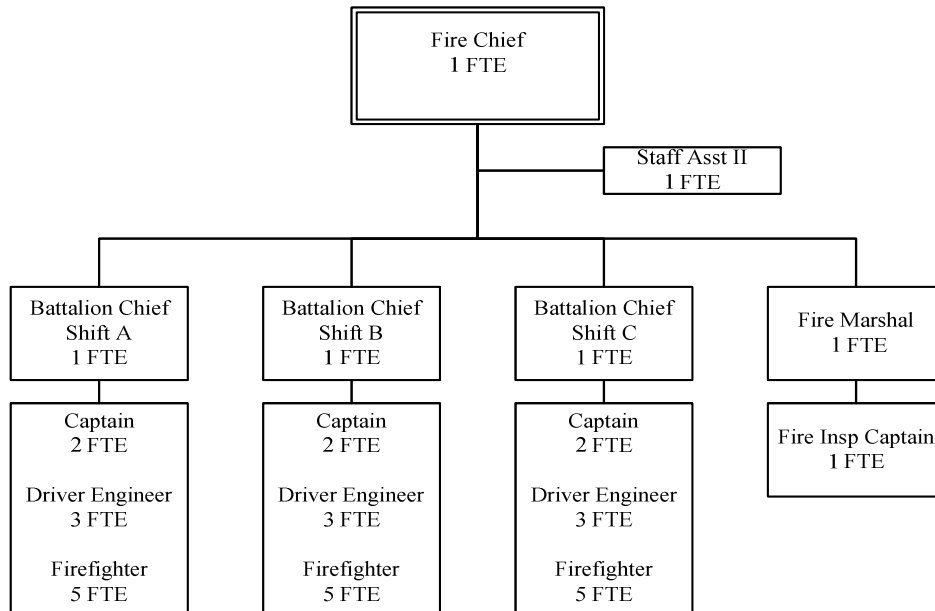 Fire Chief
1 FTE
Staff Asst II
1 FTE
Battalion Chief
Shift A
1 FTE
Captain
2 FTE
Driver Engineer
3 FTE
Firefighter
5 FTE
Battalion Chief
Shift B
1 FTE
Captain
2 FTE
Driver Engineer
3 FTE
Firefighter
5 FTE
Battalion Chief
Shift C
1 FTE
Captain
2 FTE
Driver Engineer
3 FTE
Firefighter
5 FTE
Fire Marshal
1 FTE
Fire Insp Captain
1 FTE